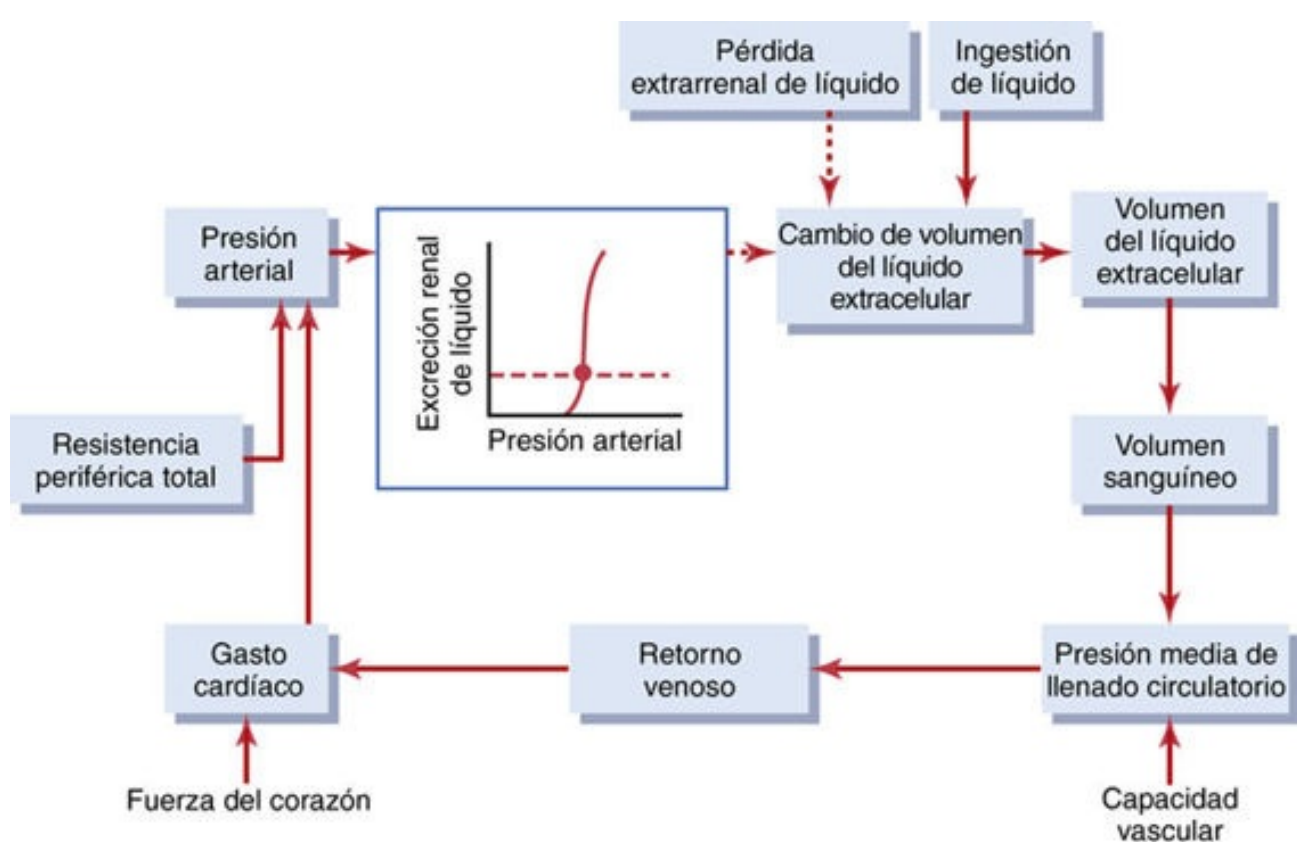 Pérdida
extrarrenal de líquido
Ingestión
de líquido
Presión
arterial
Excreción renal
de líquido
Presión arterial
Cambio de volumen
del líquido
extracelular
Volumen
del líquido
extracelular
Resistencia
periférica total
Volumen
sanguíneo
Gasto
cardíaco
Retorno
venoso
Presión media de
llenado circulatorio
Fuerza del corazón
Capacidad
vascular